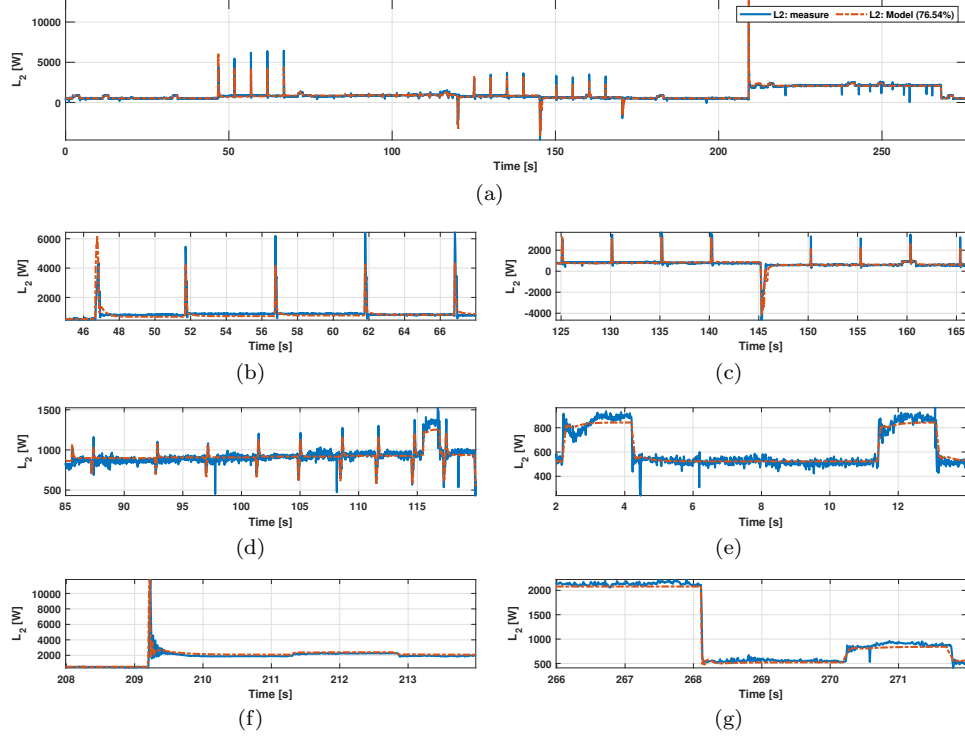 L2: measure L2: Model (76.54%)
L2 [W]
10000
5000
0
0 50 100 150 200 250
Time [s]
(a)
L2 [W]
6000
4000
2000
46 48 50 52 54 56 58 60 62 64 66
Time [s]
(b)
L2 [W]
2000
0
-2000
-4000
125 130 135 140 145 150 155 160 165
Time [s]
(c)
L2 [W]
1500
1000
500
85 90 95 100 105 110 115 120
Time [s]
(d)
L2 [W]
800
600
400
2 4 6 8 10 12
Time [s]
(e)
L2 [W]
10000
8000
6000
4000
2000
208 209 210 211 212 213
Time [s]
(f)
L2 [W]
2000
1500
1000
500
266 267 268 269 270 271
Time [s]
(g)